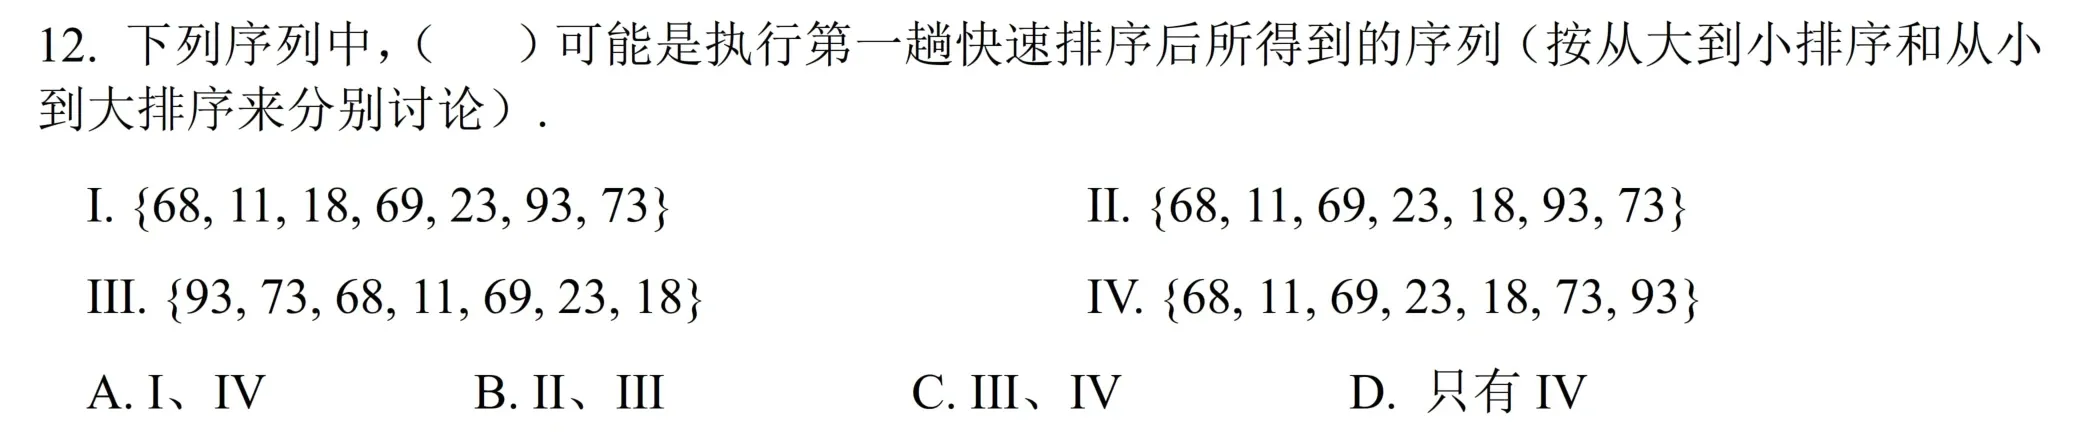 12. 下列序列中，（　　）可能是执行第一趟快速排序后所得到的序列（按从大到小排序和从小
到大排序来分别讨论）.
I. {68, 11, 18, 69, 23, 93, 73}　II. {68, 11, 69, 23, 18, 93, 73}
III. {93, 73, 68, 11, 69, 23, 18}　IV. {68, 11, 69, 23, 18, 73, 93}
A. I、IV　B. II、III　C. III、IV　D. 只有 IV